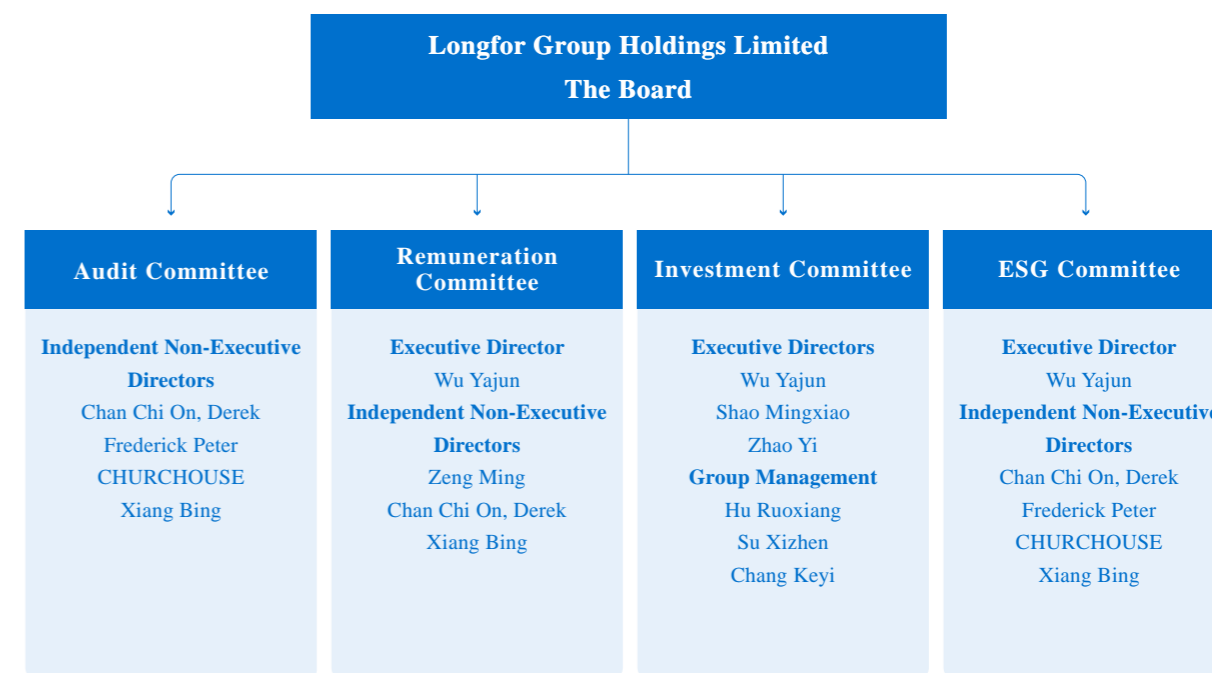 Longfor Group Holdings Limited
The Board
Audit Committee
Independent Non-Executive
Directors
Chan Chi On, Derek
Frederick Peter
CHURCHOUSE
Xiang Bing
Remuneration
Committee
Executive Director
Wu Yajun
Independent Non-Executive
Directors
Zeng Ming
Chan Chi On, Derek
Xiang Bing
Investment Committee
Executive Directors
Wu Yajun
Shao Mingxiao
Zhao Yi
Group Management
Hu Ruoxiang
Su Xizhen
Chang Keyi
ESG Committee
Executive Director
Wu Yajun
Independent Non-Executive
Directors
Chan Chi On, Derek
Frederick Peter
CHURCHOUSE
Xiang Bing